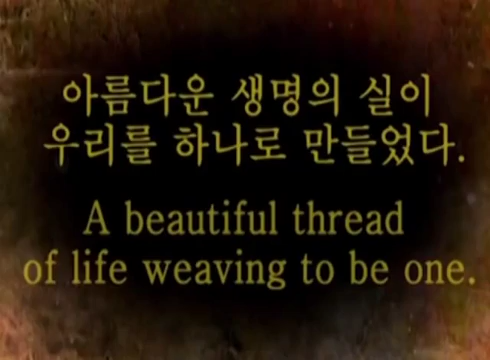 아름다운 생명의 실이
우리를 하나로 만들었다.
A beautiful thread
of life weaving to be one.